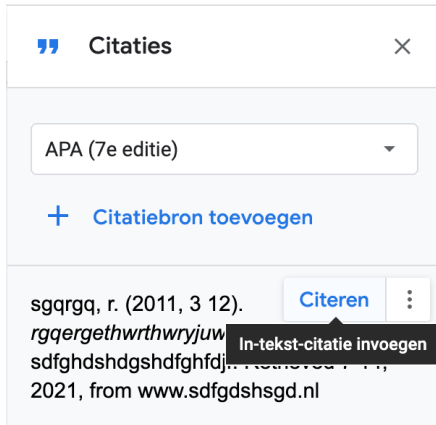 Citaties
APA (7e editie)
Citatiebron toevoegen
sgqrgq, r. (2011, 3 12).
Citeren
rgqergethwrthwryjuw
In-tekst-citatie invoegen
sdfghdshdgshdfghfdj
2021, from www.sdfgdshsgd.nl